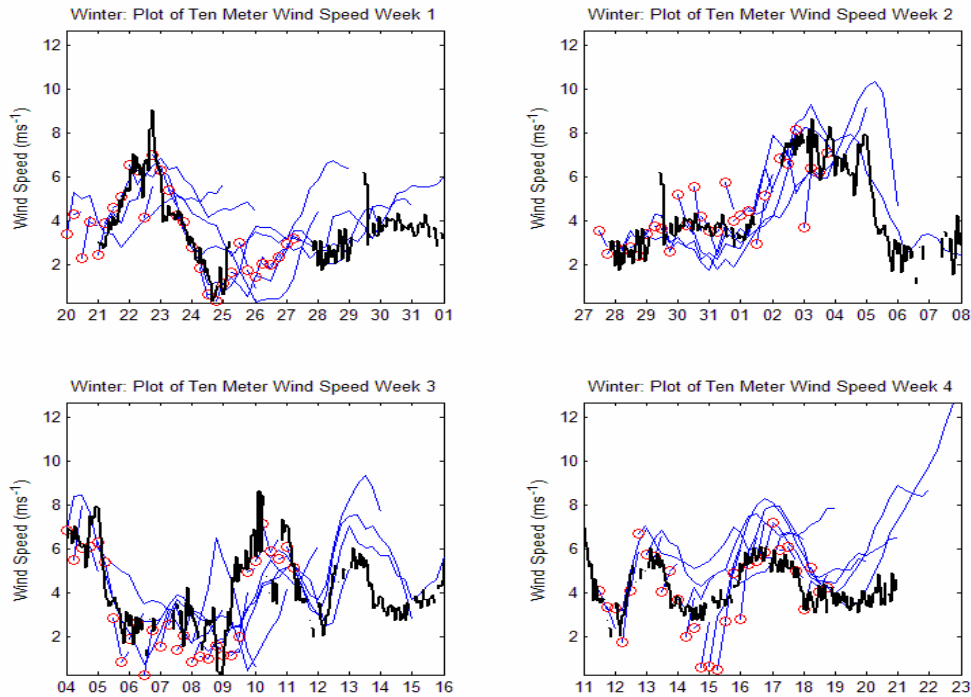 Winter: Plot of Ten Meter Wind Speed Week 1
12
10
8
6
4
2
Wind Speed (ms⁻¹)
20 21 22 23 24 25 26 27 28 29 30 31 01
Winter: Plot of Ten Meter Wind Speed Week 2
12
10
8
6
4
2
Wind Speed (ms⁻¹)
27 28 29 30 31 01 02 03 04 05 06 07 08
Winter: Plot of Ten Meter Wind Speed Week 3
12
10
8
6
4
2
Wind Speed (ms⁻¹)
04 05 06 07 08 09 10 11 12 13 14 15 16
Winter: Plot of Ten Meter Wind Speed Week 4
12
10
8
6
4
2
Wind Speed (ms⁻¹)
11 12 13 14 15 16 17 18 19 20 21 22 23